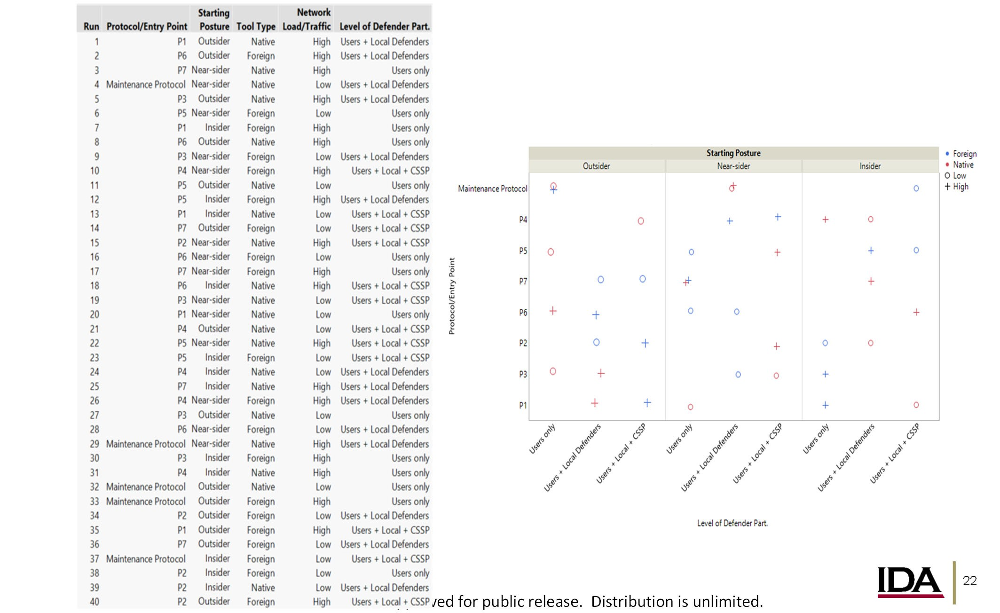 Run Protocol/Entry Point Starting Posture Tool Type Network Load/Traffic Level of Defender Part.
1 P1 Outsider Native High Users + Local Defenders
2 P6 Outsider Foreign High Users + Local Defenders
3 P7 Near-sider Native High Users only
4 Maintenance Protocol Near-sider Native Low Users + Local Defenders
5 P3 Outsider Native High Users + Local Defenders
6 P5 Near-sider Foreign Low Users only
7 P1 Insider Foreign High Users only
8 P6 Outsider Native High Users only
9 P3 Near-sider Foreign Low Users + Local Defenders
10 P4 Near-sider Foreign High Users + Local + CSSP
11 P5 Outsider Native Low Users only
12 P5 Insider Foreign High Users + Local Defenders
13 P1 Insider Native Low Users + Local + CSSP
14 P7 Outsider Foreign Low Users + Local + CSSP
15 P2 Near-sider Native High Users + Local + CSSP
16 P6 Near-sider Foreign Low Users only
17 P7 Near-sider Foreign High Users only
18 P6 Insider Native High Users + Local + CSSP
19 P3 Near-sider Native Low Users + Local + CSSP
20 P1 Near-sider Native Low Users only
21 P4 Outsider Native Low Users + Local + CSSP
22 P5 Near-sider Native High Users + Local + CSSP
23 P5 Insider Foreign Low Users + Local + CSSP
24 P4 Insider Native Low Users + Local Defenders
25 P7 Insider Native High Users + Local Defenders
26 P4 Near-sider Foreign High Users + Local Defenders
27 P3 Outsider Native Low Users only
28 P6 Near-sider Foreign Low Users + Local Defenders
29 Maintenance Protocol Near-sider Native High Users + Local Defenders
30 P3 Insider Foreign High Users only
31 P4 Insider Native High Users only
32 Maintenance Protocol Outsider Native Low Users only
33 Maintenance Protocol Outsider Foreign High Users only
34 P2 Outsider Foreign Low Users + Local Defenders
35 P1 Outsider Foreign High Users + Local + CSSP
36 P7 Outsider Foreign Low Users + Local Defenders
37 Maintenance Protocol Insider Foreign Low Users + Local + CSSP
38 P2 Insider Foreign Low Users only
39 P2 Insider Native Low Users + Local Defenders
40 P2 Outsider Foreign High Users + Local + CSSP
Starting Posture
Outsider Near-sider Insider
Foreign
Native
Low
High
Protocol/Entry Point
Maintenance Protocol
P4
P5
P7
P6
P2
P3
P1
Users only
Users + Local Defenders
Users + Local + CSSP
Users only
Users + Local Defenders
Users + Local + CSSP
Users only
Users + Local Defenders
Users + Local + CSSP
Level of Defender Part.
for public release. Distribution is unlimited.
IDA
22